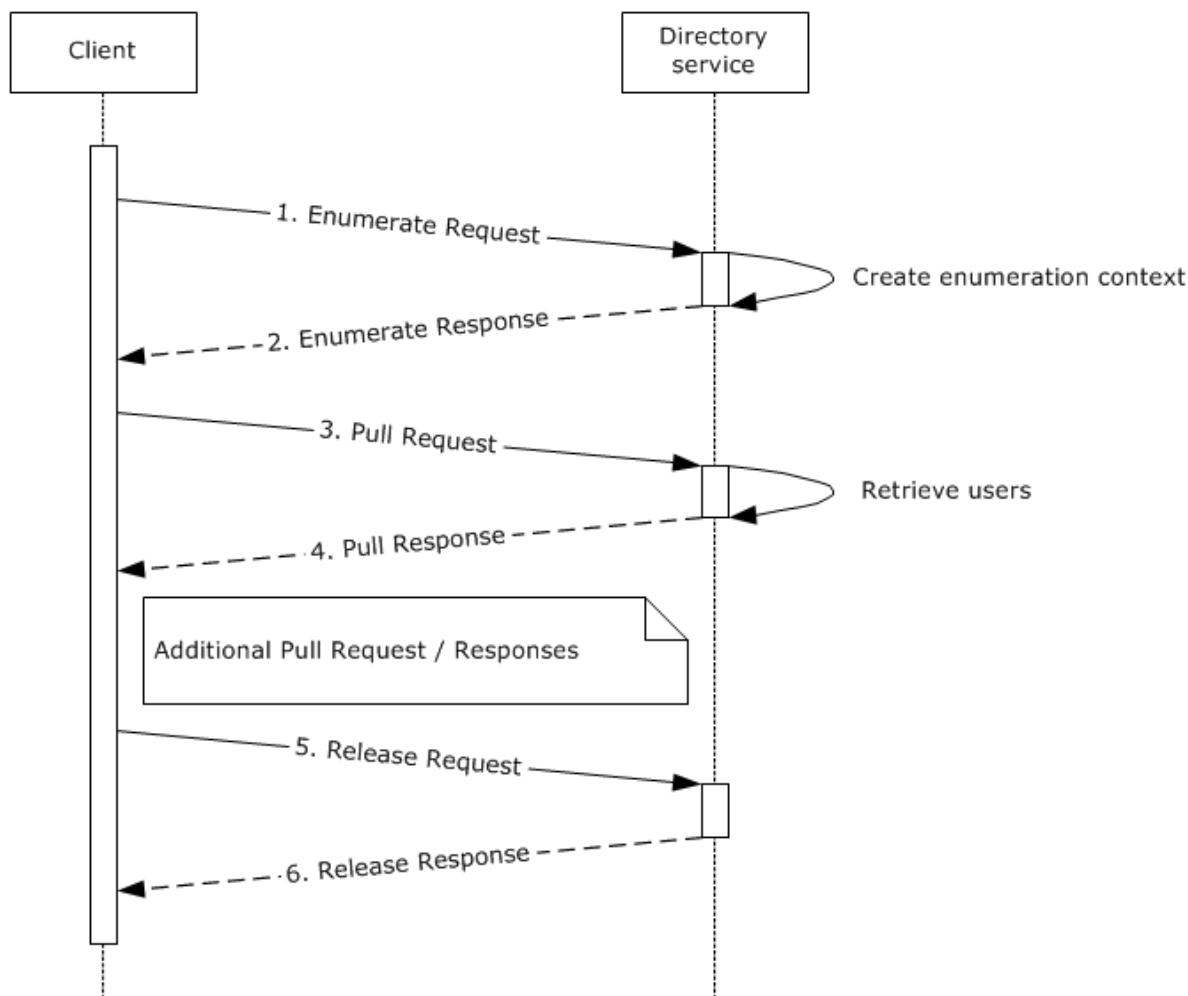 Client
Directory
service
1. Enumerate Request
Create enumeration context
2. Enumerate Response
3. Pull Request
Retrieve users
4. Pull Response
Additional Pull Request / Responses
5. Release Request
6. Release Response